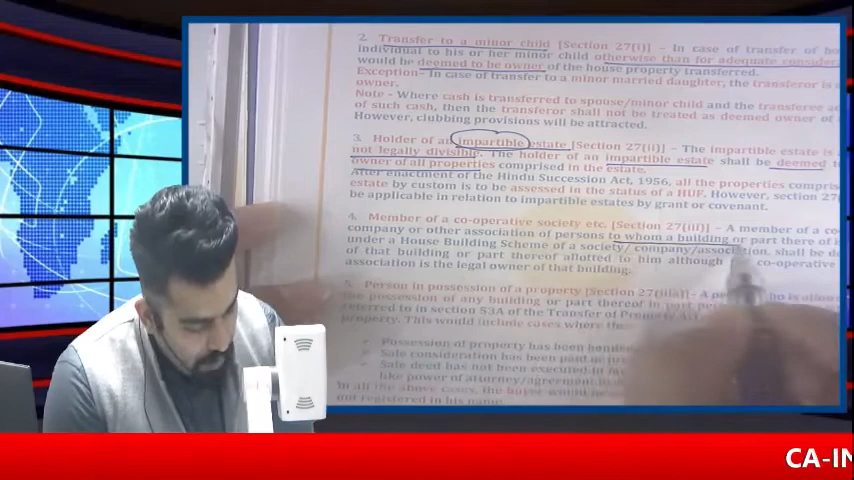 2. Transfer to a minor child [Section 27(i)] - In case of transfer of ho
individual to his or her minor child otherwise than for adequate considera
would be deemed to be owner of the house property transferred.
Exception- In case of transfer to a minor married daughter, the transferor is
owner.
Note - Where cash is transferred to spouse/minor child and the transferee a
of such cash, then the transferor shall not be treated as deemed owner of
However, clubbing provisions will be attracted.
3. Holder of an impartible estate [Section 27(ii)] - The impartible estate is
not legally divisible. The holder of an impartible estate shall be deemed
owner of all properties comprised in the estate.
After enactment of the Hindu Succession Act, 1956, all the properties compris
estate by custom is to be assessed in the status of a HUF. However, section 27
be applicable in relation to impartible estates by grant or covenant.
4. Member of a co-operative society etc. [Section 27(iii)] - A member of a co
company or other association of persons to whom a building or part there of
under a House Building Scheme of a society/company/association, shall be de
of that building or part thereof allotted to him although co-operative
association is the legal owner of that building.
5. Person in possession of a property [Section 27(iiia)] - A
the possession of any building or part thereof in part
referred to in section 53A of the Transfer of Property Act
property. This would include cases where the
Possession of property has been
Sale consideration has been
Sale deed has not been executed in
like power of attorney/agreement
In all the above cases, the buyer would
not registered in his name.
CA-IN